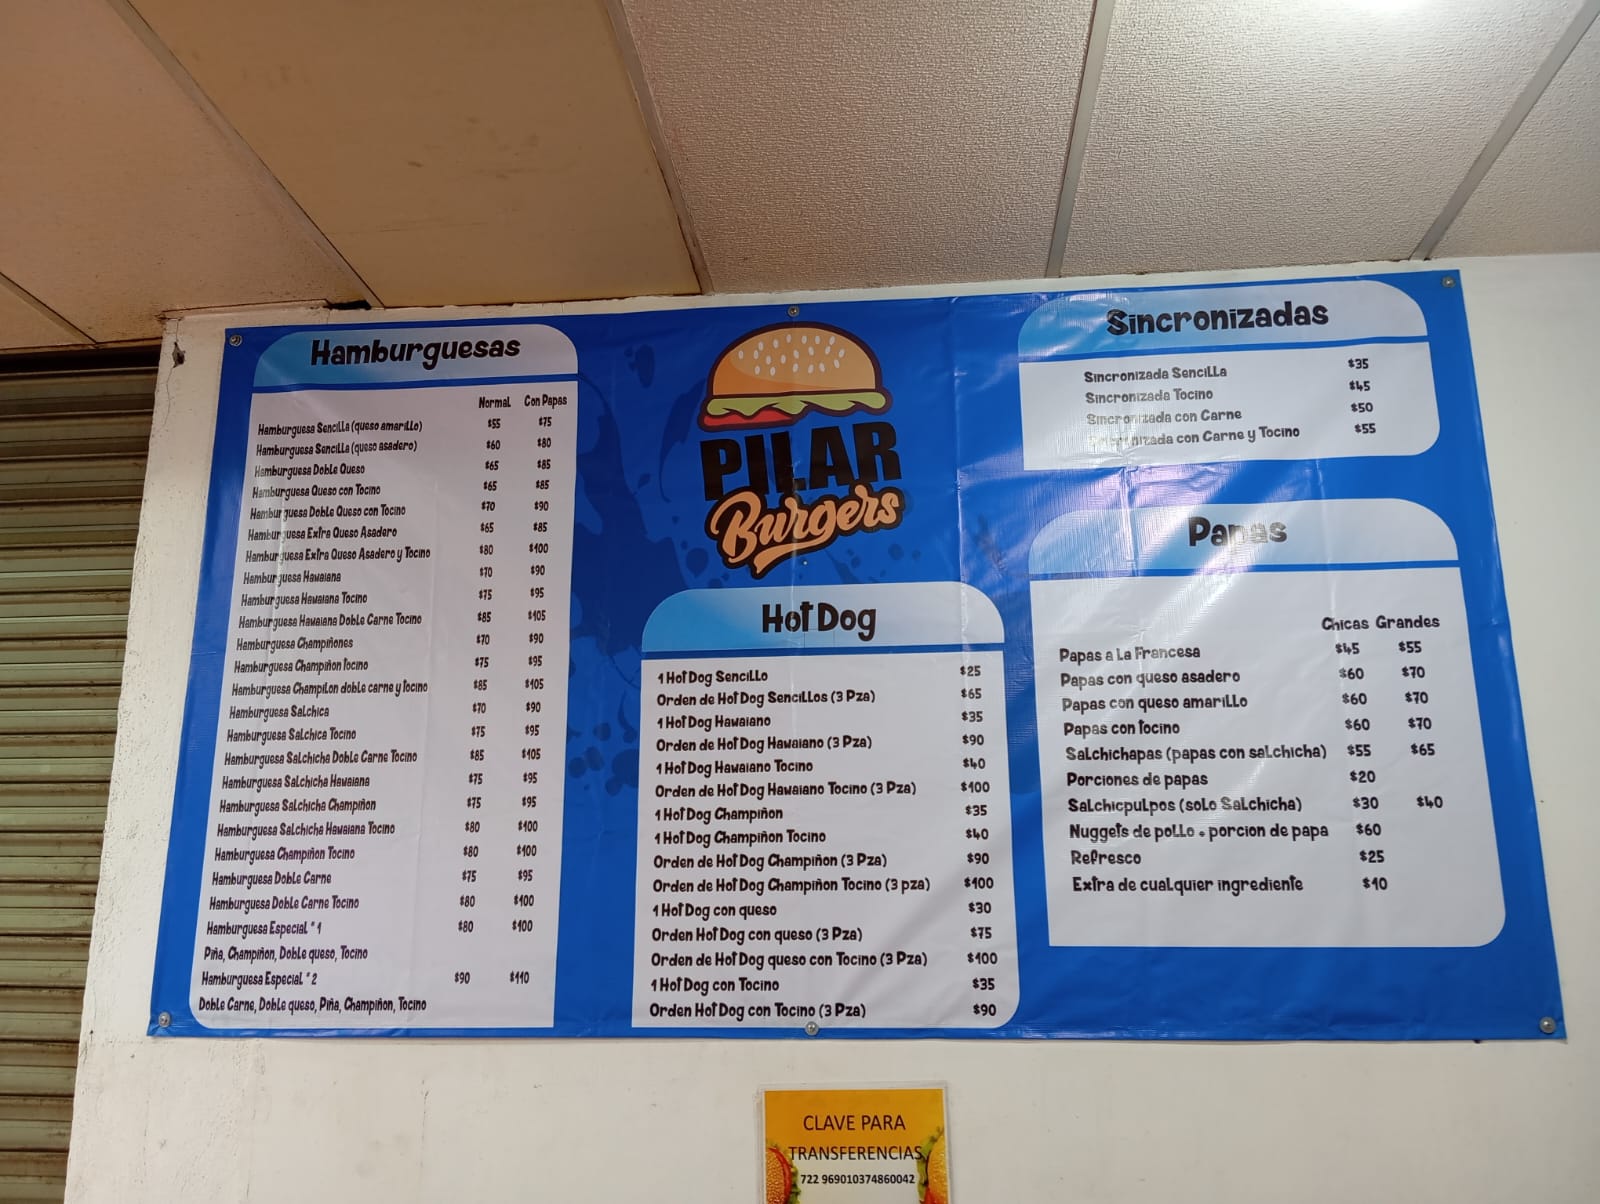 Hamburguesas
Normal Con Papas
Hamburguesa Sencilla (queso amarillo) $55 $75
Hamburguesa Sencilla (queso asadero) $60 $80
Hamburguesa Doble Queso $65 $85
Hamburguesa Queso con Tocino $65 $85
Hamburguesa Doble Queso con Tocino $70 $90
Hamburguesa Extra Queso Asadero $65 $85
Hamburguesa Extra Queso Asadero y Tocino $80 $100
Hamburguesa Hawaiana $70 $90
Hamburguesa Hawaiana Tocino $75 $95
Hamburguesa Hawaiana Doble Carne Tocino $85 $105
Hamburguesa Champiñones $70 $90
Hamburguesa Champiñon tocino $75 $95
Hamburguesa Champilon doble carne y tocino $85 $105
Hamburguesa Salchica $70 $90
Hamburguesa Salchica Tocino $75 $95
Hamburguesa Salchicha Doble Carne Tocino $85 $105
Hamburguesa Salchicha Hawaiana $75 $95
Hamburguesa Salchicha Champiñon $75 $95
Hamburguesa Salchicha Hawaiana Tocino $80 $100
Hamburguesa Champiñon Tocino $80 $100
Hamburguesa Doble Carne $75 $95
Hamburguesa Doble Carne Tocino $80 $100
Hamburguesa Especial * 1 $80 $100
Piña, Champiñon, Doble queso, Tocino
Hamburguesa Especial * 2 $90 $110
Doble Carne, Doble queso, Piña, Champiñon, Tocino
PILAR
Burgers
Hot Dog
1 Hot Dog Sencillo $25
Orden de Hot Dog Sencillos (3 Pza) $65
1 Hot Dog Hawaiano $35
Orden de Hot Dog Hawaiano (3 Pza) $90
1 Hot Dog Hawaiano Tocino $40
Orden de Hot Dog Hawaiano Tocino (3 Pza) $100
1 Hot Dog Champiñon $35
1 Hot Dog Champiñon Tocino $40
Orden de Hot Dog Champiñon (3 Pza) $90
Orden de Hot Dog Champiñon Tocino (3 pza) $100
1 Hot Dog con queso $30
Orden Hot Dog con queso (3 Pza) $75
Orden de Hot Dog queso con Tocino (3 Pza) $100
1 Hot Dog con Tocino $35
Orden Hot Dog con Tocino (3 Pza) $90
Sincronizadas
Sincronizada Sencilla $35
Sincronizada Tocino $45
Sincronizada con Carne $50
Sincronizada con Carne y Tocino $55
Papas
Chicas Grandes
Papas a La Francesa $45 $55
Papas con queso asadero $60 $70
Papas con queso amarillo $60 $70
Papas con tocino $60 $70
Salchichapas (papas con salchicha) $55 $65
Porciones de papas $20
Salchicpulpos (solo Salchicha) $30 $40
Nuggets de pollo + porcion de papa $60
Refresco $25
Extra de cualquier ingrediente $10
CLAVE PARA
TRANSFERENCIAS
722 969010374860042